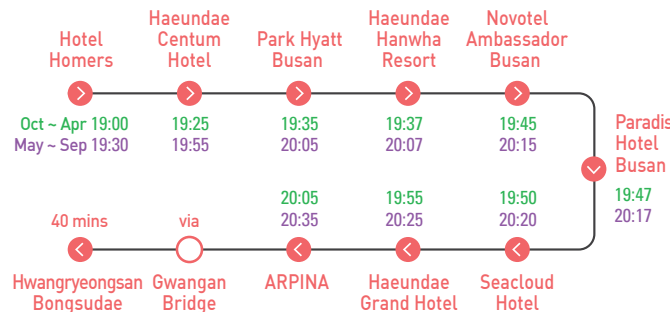 Hotel
Homers
Haeundae
Centum
Hotel
Park Hyatt
Busan
Haeundae
Hanwha
Resort
Novotel
Ambassador
Busan
Oct ~ Apr 19:00
May ~ Sep 19:30
19:25
19:55
19:35
20:05
19:37
20:07
19:45
20:15
Paradis
Hotel
Busan
19:47
20:17
40 mins
via
20:05
20:35
19:55
20:25
19:50
20:20
Hwangryeongsan
Bongsudae
Gwangan
Bridge
ARPINA
Haeundae
Grand Hotel
Seacloud
Hotel